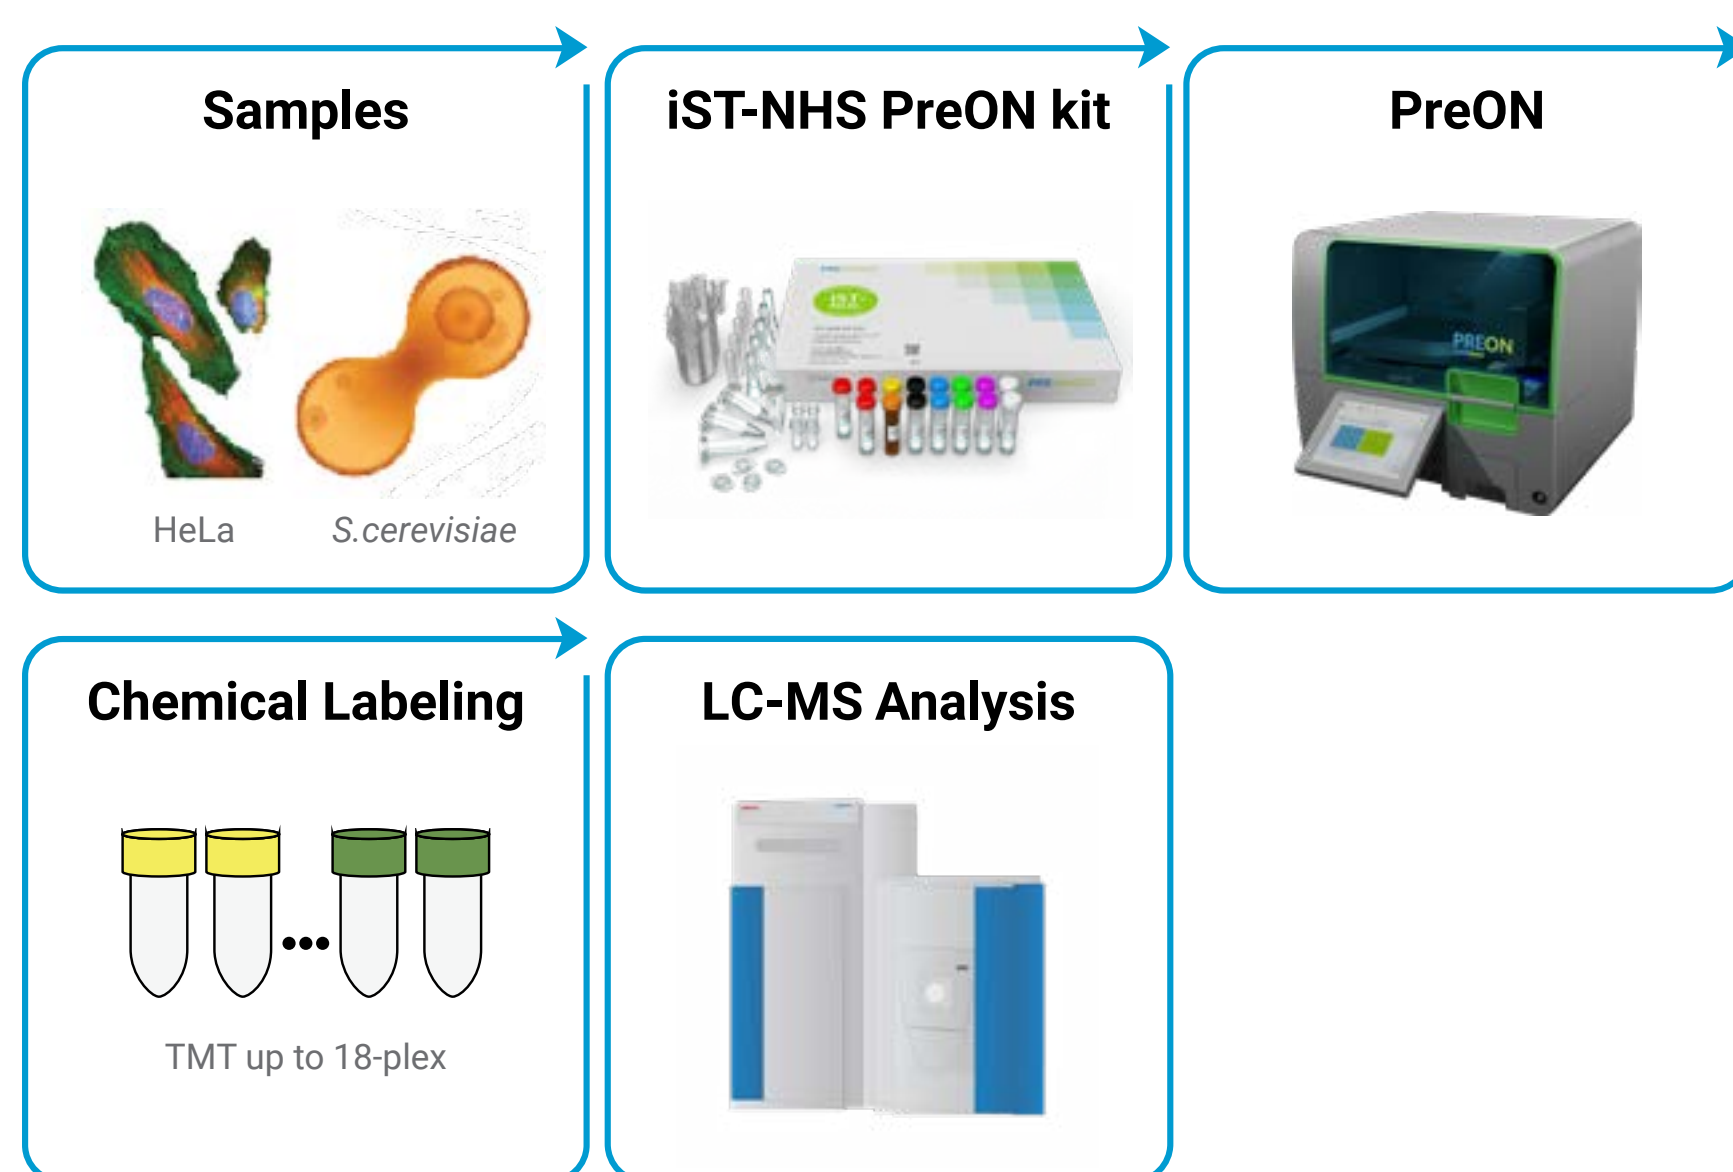 Samples
iST-NHS PreON kit
PreON
HeLa
S.cerevisiae
iST
PREON
Chemical Labeling
LC-MS Analysis
TMT up to 18-plex